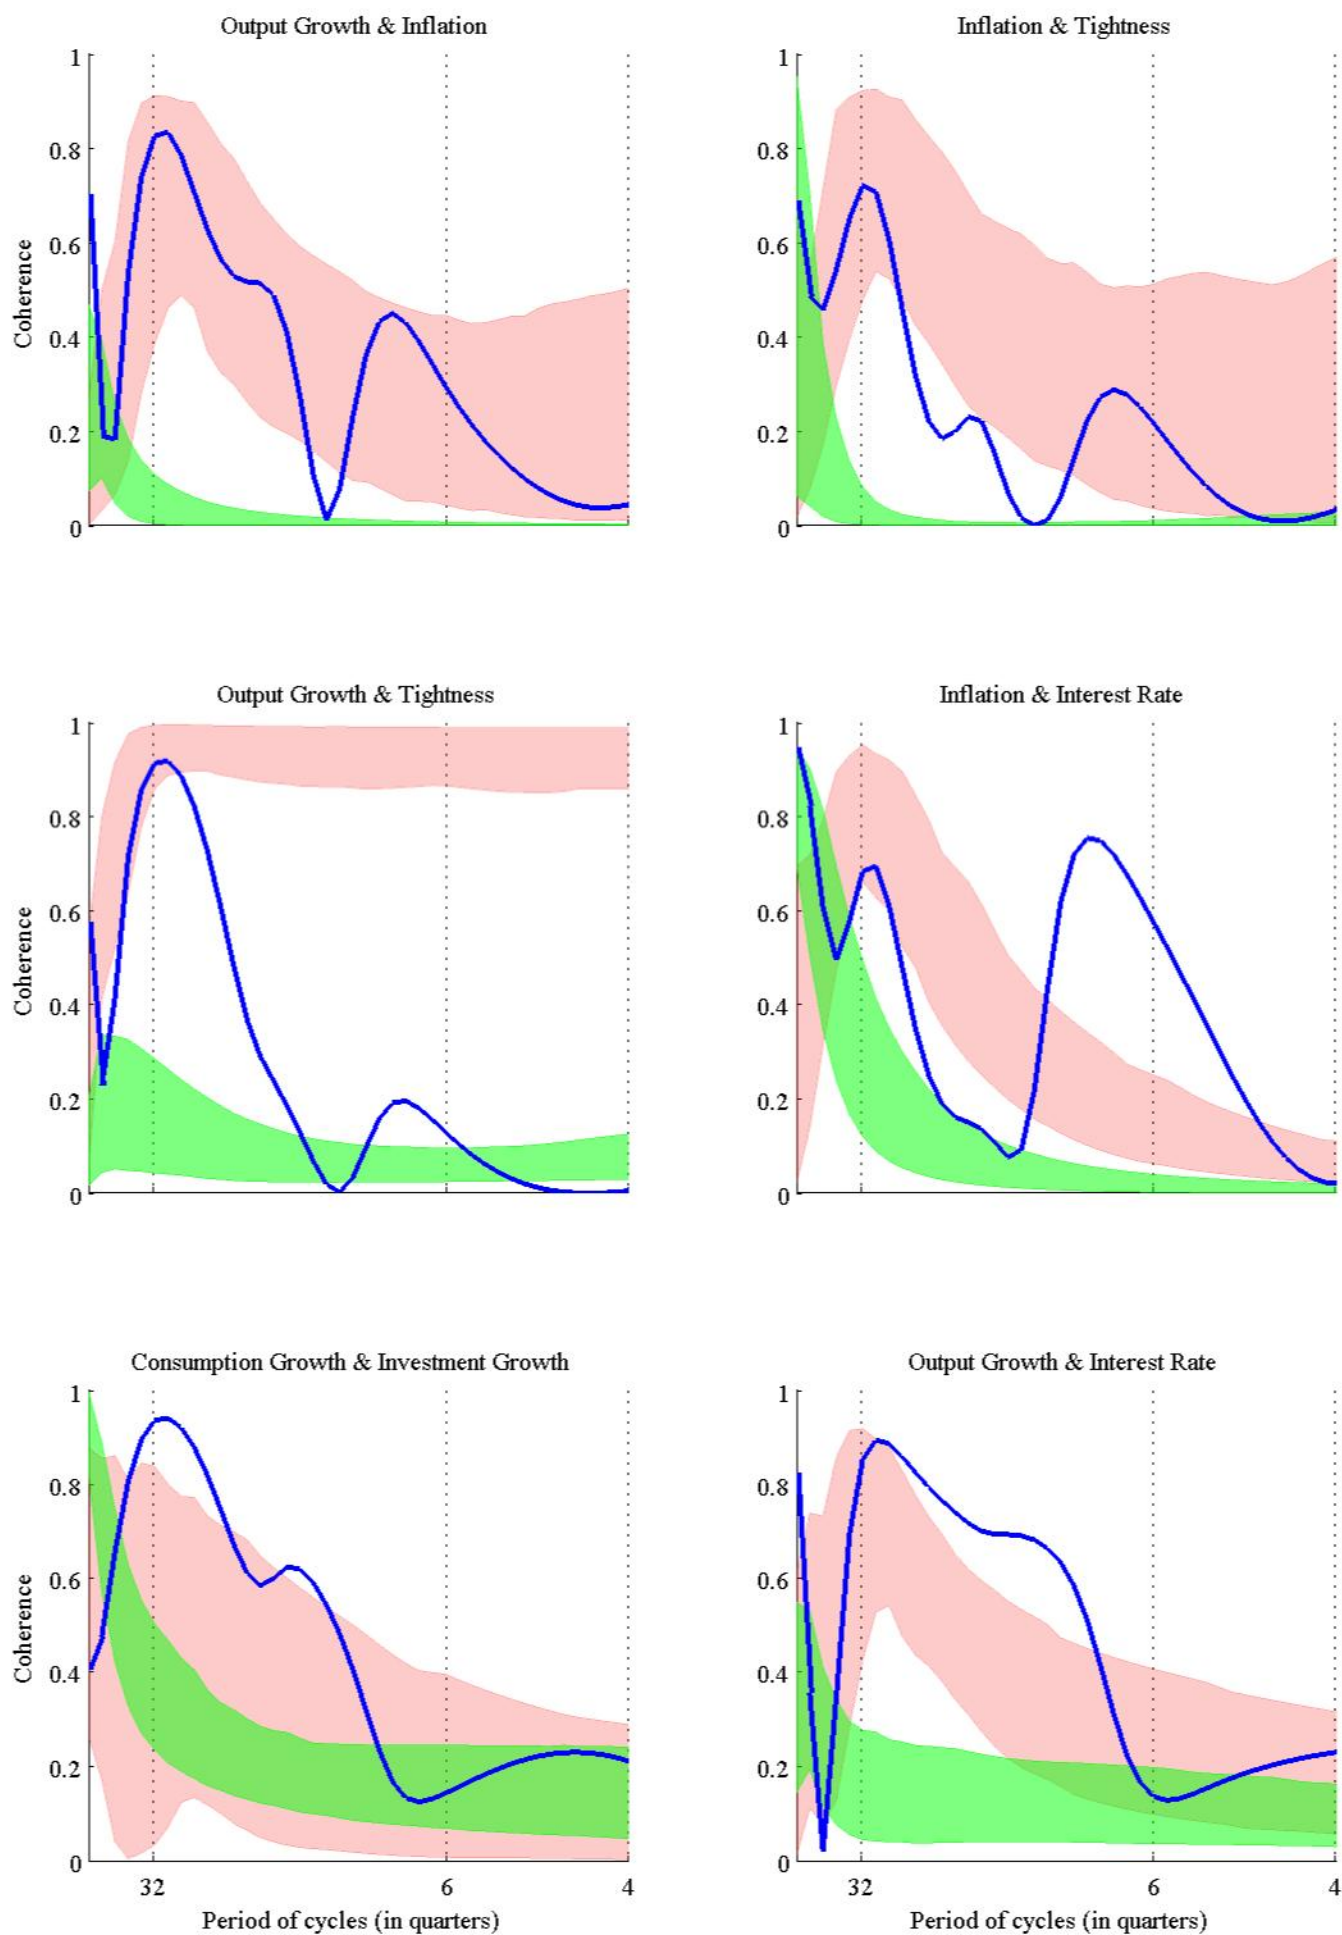 Output Growth & Inflation
Inflation & Tightness
1
0.8
0.6
0.4
0.2
0
Coherence
1
0.8
0.6
0.4
0.2
0
Output Growth & Tightness
Inflation & Interest Rate
1
0.8
0.6
0.4
0.2
0
Coherence
1
0.8
0.6
0.4
0.2
0
Consumption Growth & Investment Growth
Output Growth & Interest Rate
1
0.8
0.6
0.4
0.2
0
Coherence
32 6 4
Period of cycles (in quarters)
1
0.8
0.6
0.4
0.2
0
32 6 4
Period of cycles (in quarters)